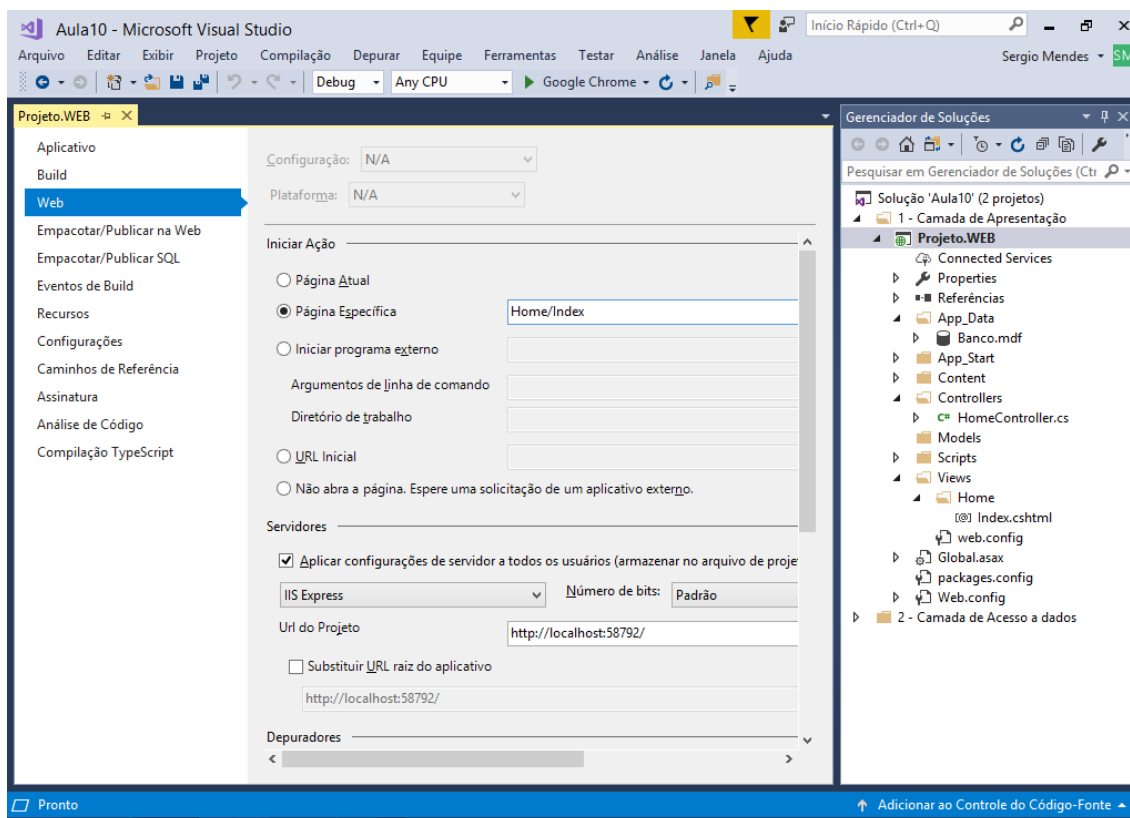 Aula10 - Microsoft Visual Studio
Início Rápido (Ctrl+Q)
Arquivo Editar Exibir Projeto Compilação Depurar Equipe Ferramentas Testar Análise Janela Ajuda
Sergio Mendes SM
Debug Any CPU Google Chrome
Projeto.WEB
Aplicativo
Build
Web
Empacotar/Publicar na Web
Empacotar/Publicar SQL
Eventos de Build
Recursos
Configurações
Caminhos de Referência
Assinatura
Análise de Código
Compilação TypeScript
Configuração: N/A
Plataforma: N/A
Iniciar Ação
Página Atual
Página Específica Home/Index
Iniciar programa externo
Argumentos de linha de comando
Diretório de trabalho
URL Inicial
Não abra a página. Espere uma solicitação de um aplicativo externo.
Servidores
Aplicar configurações de servidor a todos os usuários (armazenar no arquivo de proje
IIS Express Número de bits: Padrão
Url do Projeto http://localhost:58792/
Substituir URL raiz do aplicativo
http://localhost:58792/
Depuradores
Gerenciador de Soluções
Pesquisar em Gerenciador de Soluções (Ctr
Solução 'Aula10' (2 projetos)
1 - Camada de Apresentação
Projeto.WEB
Connected Services
Properties
Referências
App_Data
Banco.mdf
App_Start
Content
Controllers
C# HomeController.cs
Models
Scripts
Views
Home
[@] Index.cshtml
web.config
Global.asax
packages.config
Web.config
2 - Camada de Acesso a dados
Pronto
Adicionar ao Controle do Código-Fonte